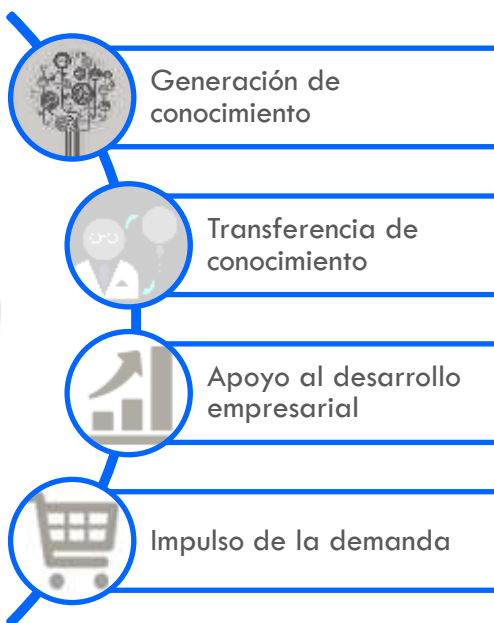 Generación de
conocimiento
Transferencia de
conocimiento
Apoyo al desarrollo
empresarial
Impulso de la demanda